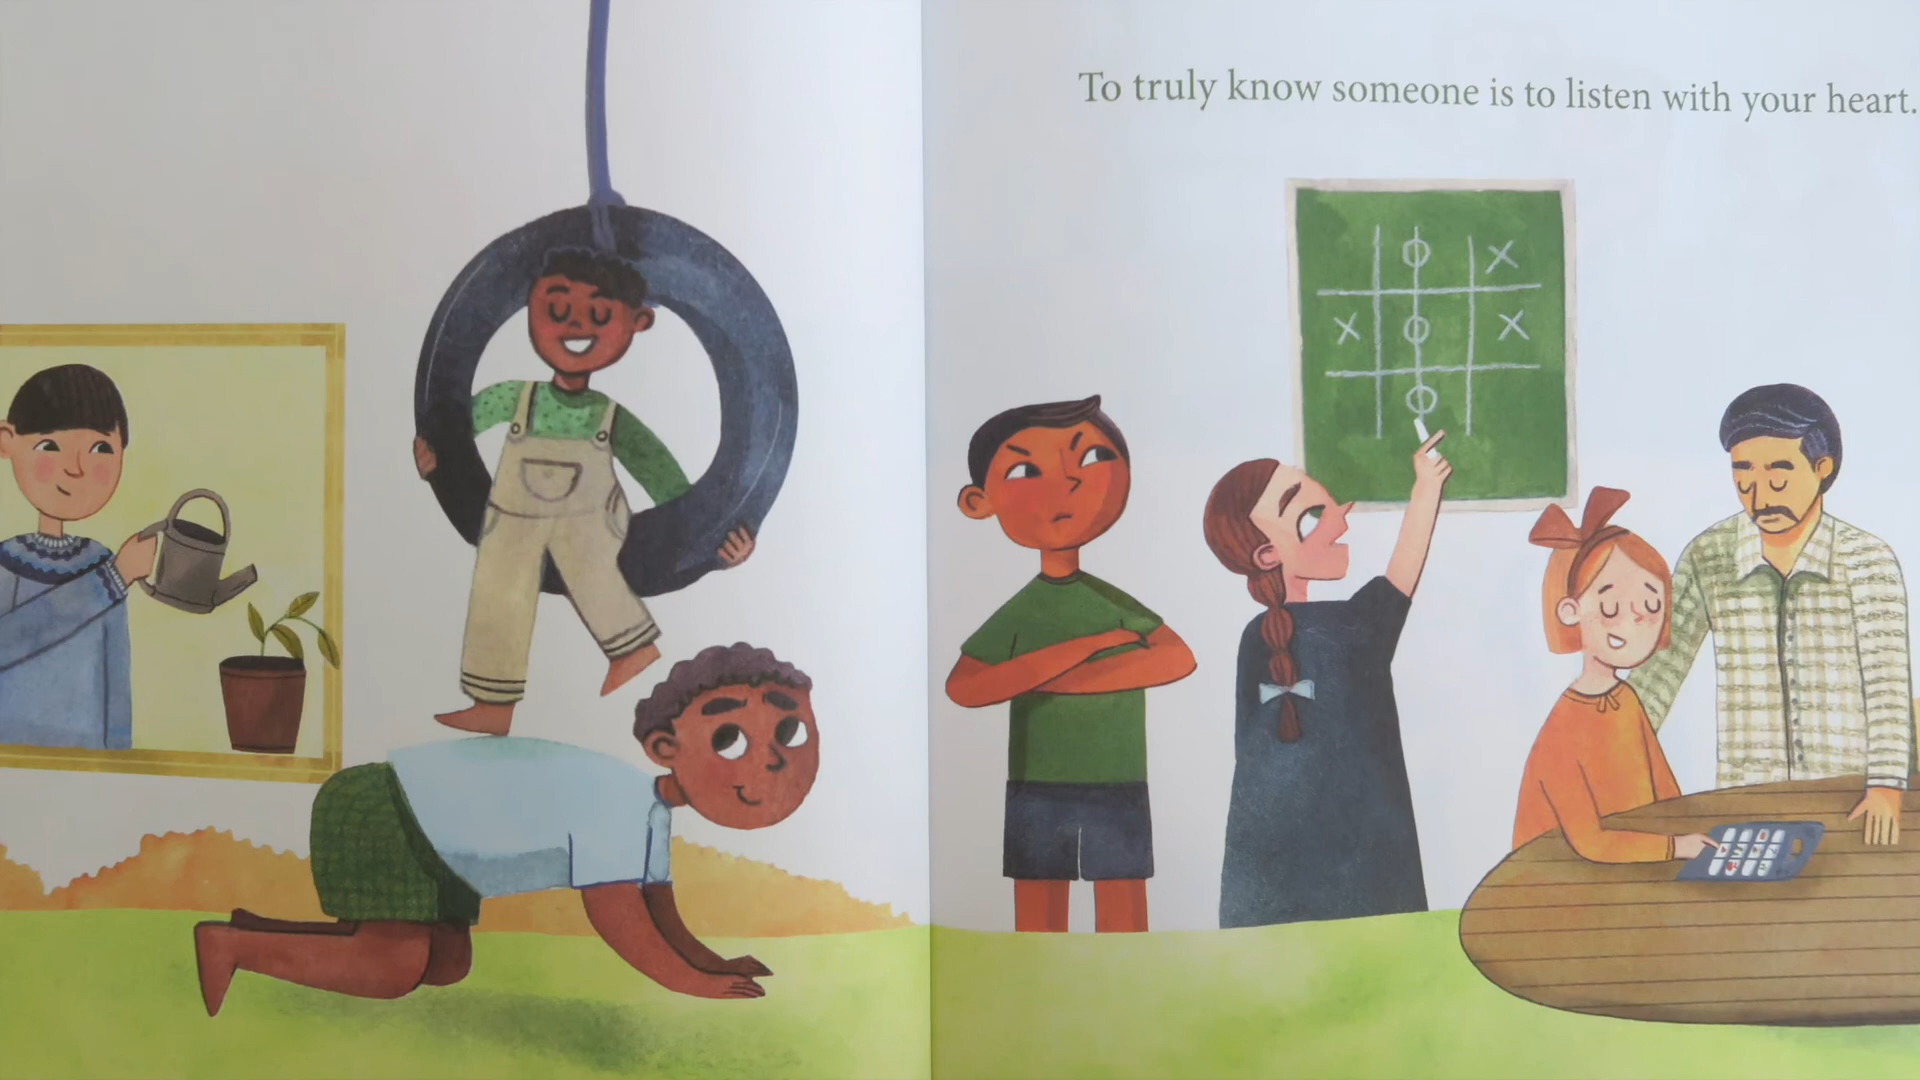 To truly know someone is to listen with your heart.
O X
X O X
O